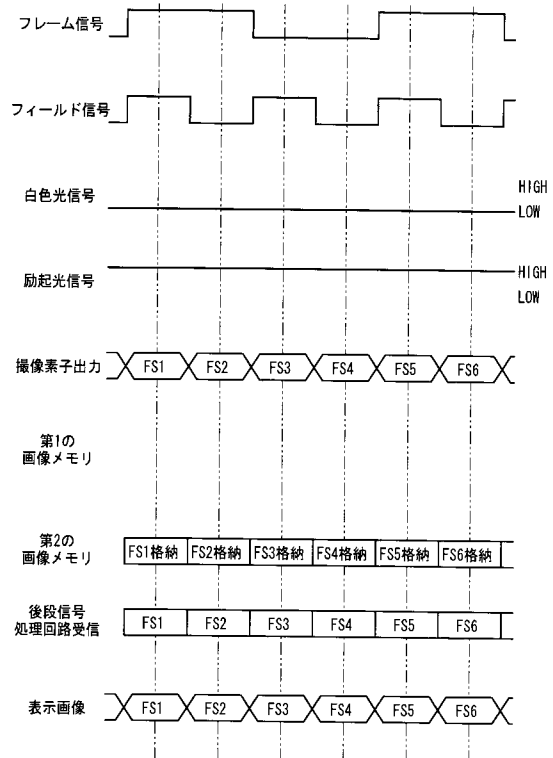 フレーム信号
フィールド信号
白色光信号
HIGH
LOW
励起光信号
HIGH
LOW
撮像素子出力
FS1 FS2 FS3 FS4 FS5 FS6
第1の
画像メモリ
第2の
画像メモリ
FS1格納 FS2格納 FS3格納 FS4格納 FS5格納 FS6格納
後段信号
処理回路受信
FS1 FS2 FS3 FS4 FS5 FS6
表示画像
FS1 FS2 FS3 FS4 FS5 FS6